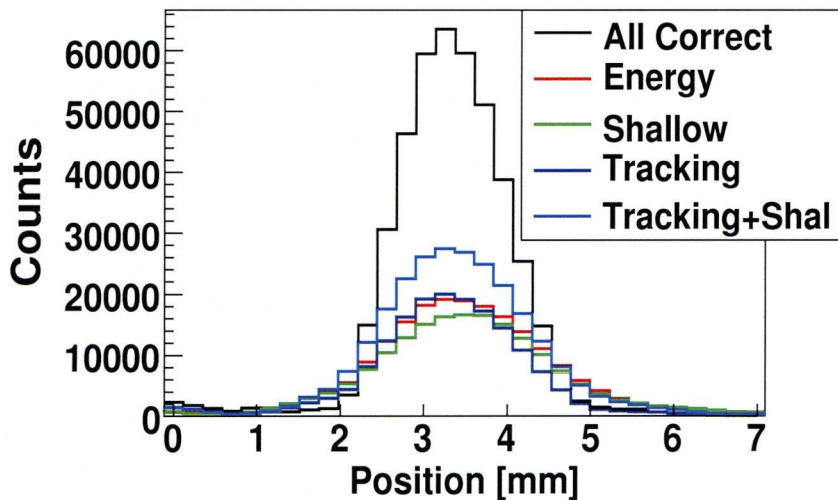 60000
50000
40000
30000
20000
10000
0
Counts
0 1 2 3 4 5 6 7
Position [mm]
All Correct
Energy
Shallow
Tracking
Tracking+Shal